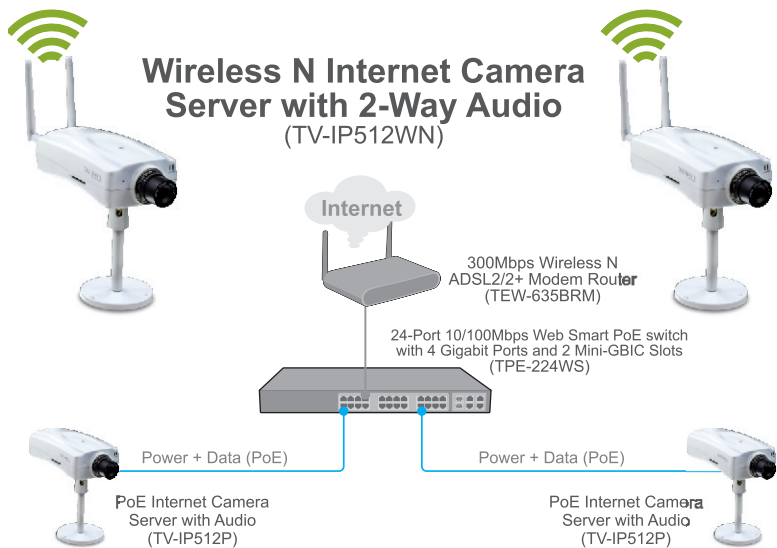 Wireless N Internet Camera
Server with 2-Way Audio
(TV-IP512WN)
Internet
300Mbps Wireless N
ADSL2/2+ Modem Router
(TEW-635BRM)
24-Port 10/100Mbps Web Smart PoE switch
with 4 Gigabit Ports and 2 Mini-GBIC Slots
(TPE-224WS)
Power + Data (PoE)
Power + Data (PoE)
PoE Internet Camera
Server with Audio
(TV-IP512P)
PoE Internet Camera
Server with Audio
(TV-IP512P)